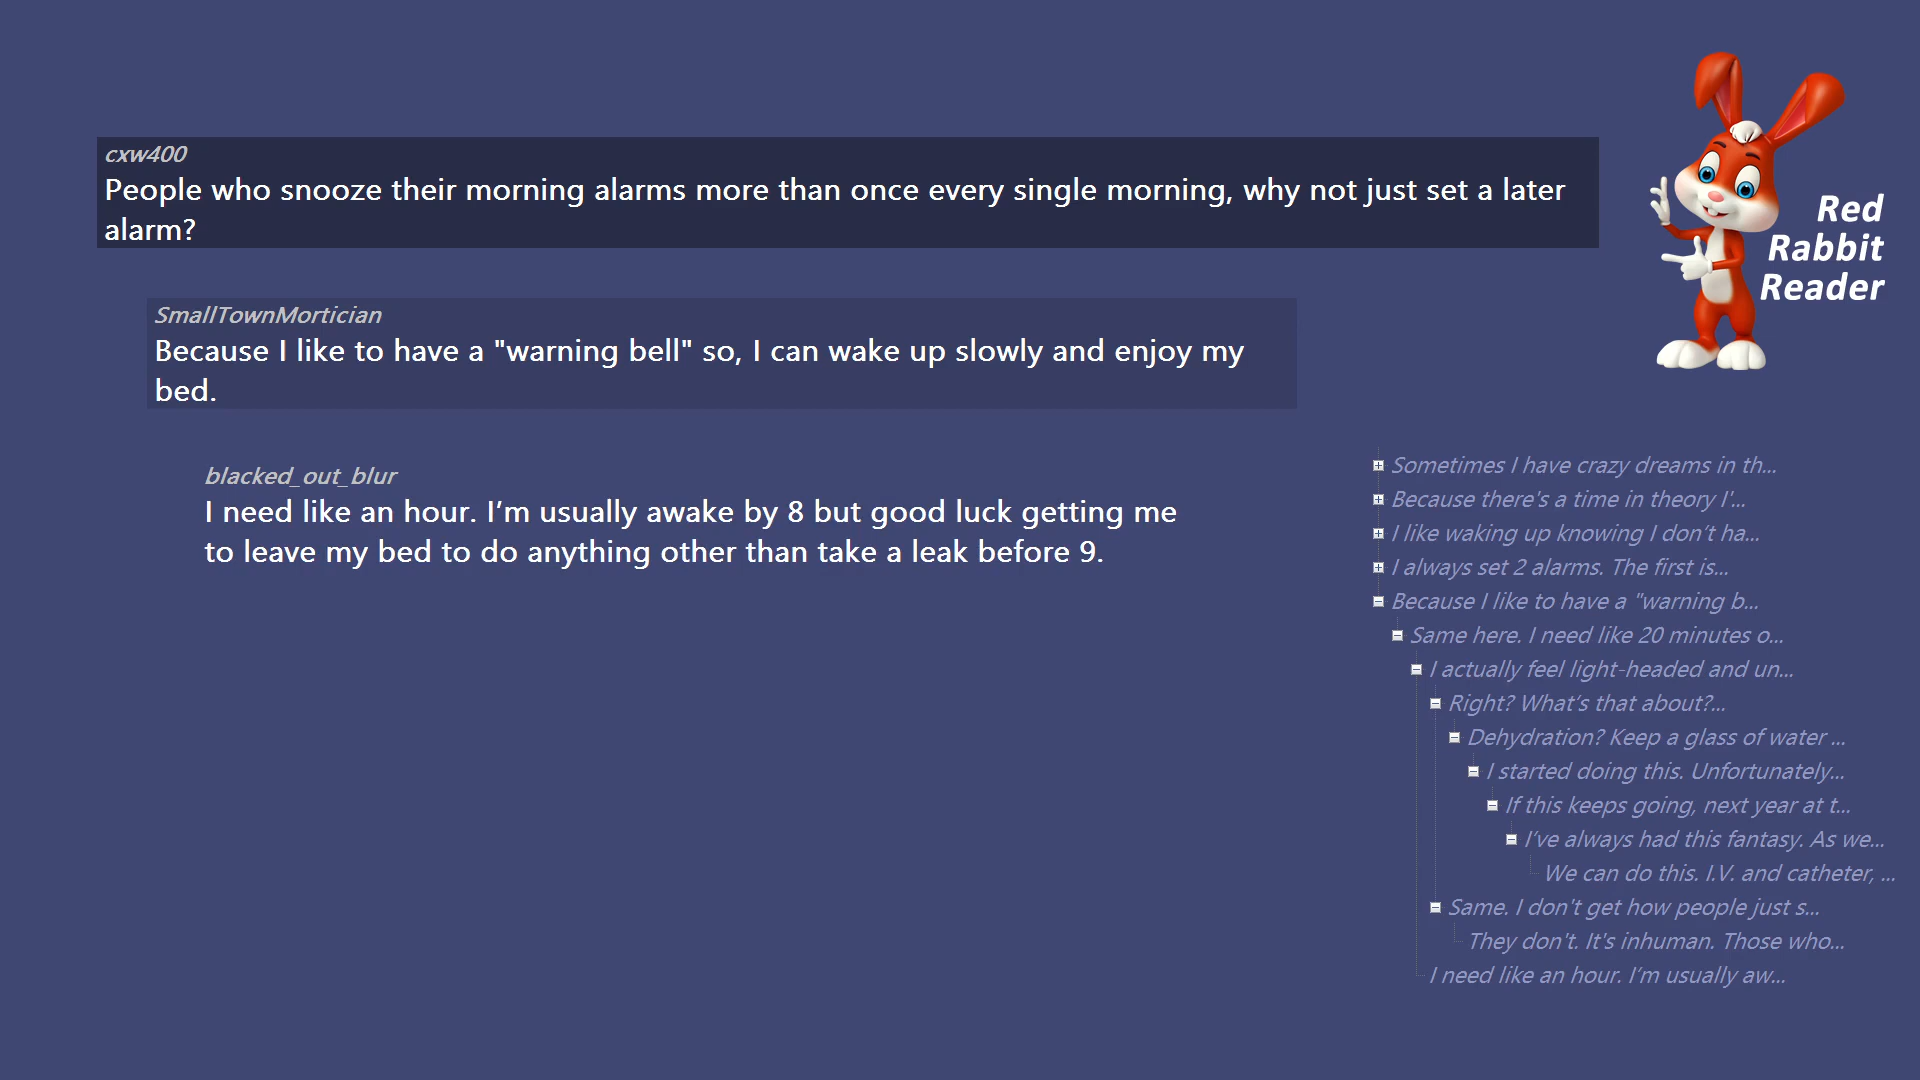 cxw400
People who snooze their morning alarms more than once every single morning, why not just set a later
alarm?
Red
Rabbit
Reader
SmallTownMortician
Because I like to have a "warning bell" so, I can wake up slowly and enjoy my
bed.
blacked_out_blur
I need like an hour. I’m usually awake by 8 but good luck getting me
to leave my bed to do anything other than take a leak before 9.
Sometimes I have crazy dreams in th...
Because there's a time in theory I'...
I like waking up knowing I don’t ha...
I always set 2 alarms. The first is...
Because I like to have a "warning b...
Same here. I need like 20 minutes o...
I actually feel light-headed and un...
Right? What’s that about?...
Dehydration? Keep a glass of water ...
I started doing this. Unfortunately...
If this keeps going, next year at t...
I’ve always had this fantasy. As we...
We can do this. I.V. and catheter, ...
Same. I don't get how people just s...
They don't. It's inhuman. Those who...
I need like an hour. I’m usually aw...